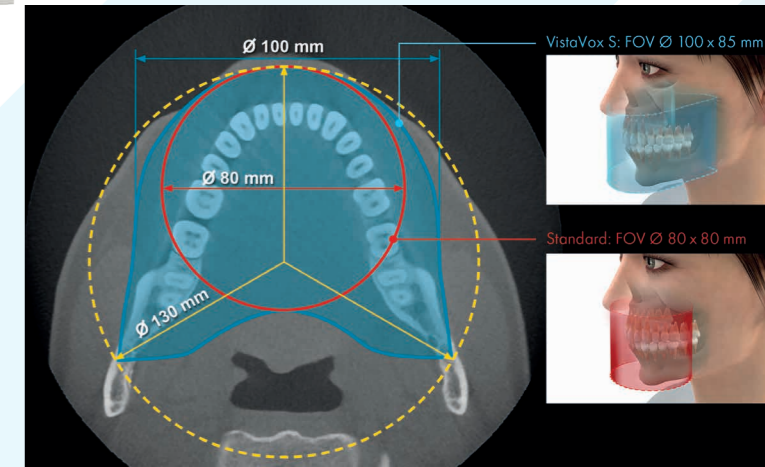 Ø 100 mm
VistaVox S: FOV Ø 100 x 85 mm
Ø 80 mm
Standard: FOV Ø 80 x 80 mm
Ø 130 mm